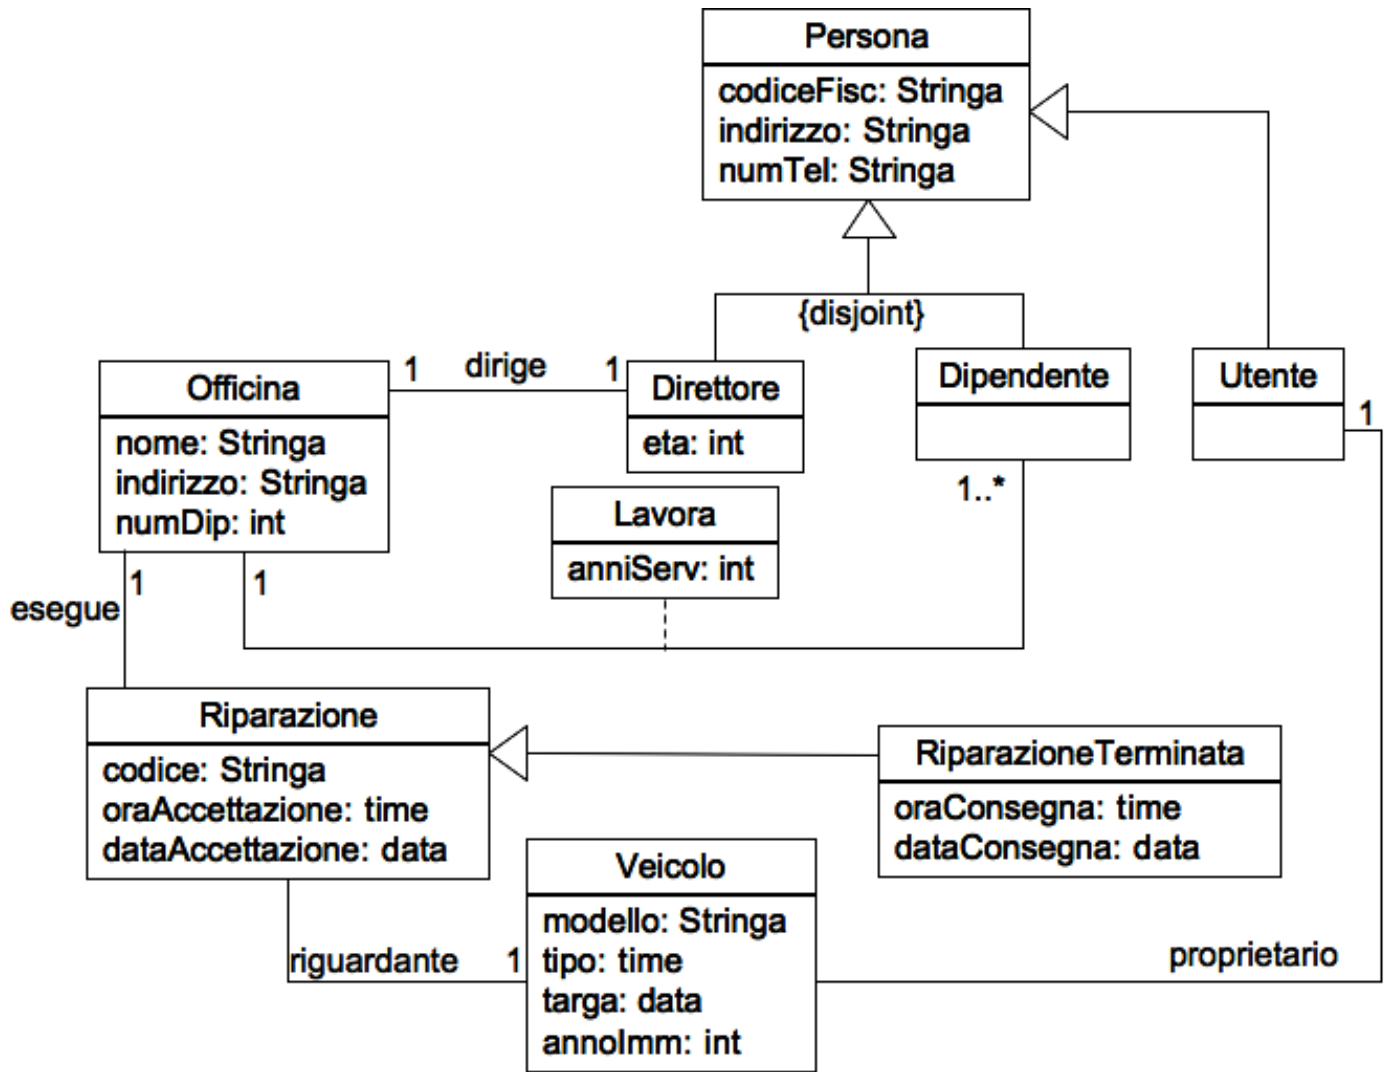 Persona
codiceFisc: Stringa
indirizzo: Stringa
numTel: Stringa
{disjoint}
1 dirige 1
Officina
nome: Stringa
indirizzo: Stringa
numDip: int
Direttore
eta: int
Dipendente
1..*
Utente
1
Lavora
anniServ: int
1
1
esegue
Riparazione
codice: Stringa
oraAccettazione: time
dataAccettazione: data
RiparazioneTerminata
oraConsegna: time
dataConsegna: data
Veicolo
modello: Stringa
tipo: time
targa: data
annoImm: int
riguardante 1
proprietario